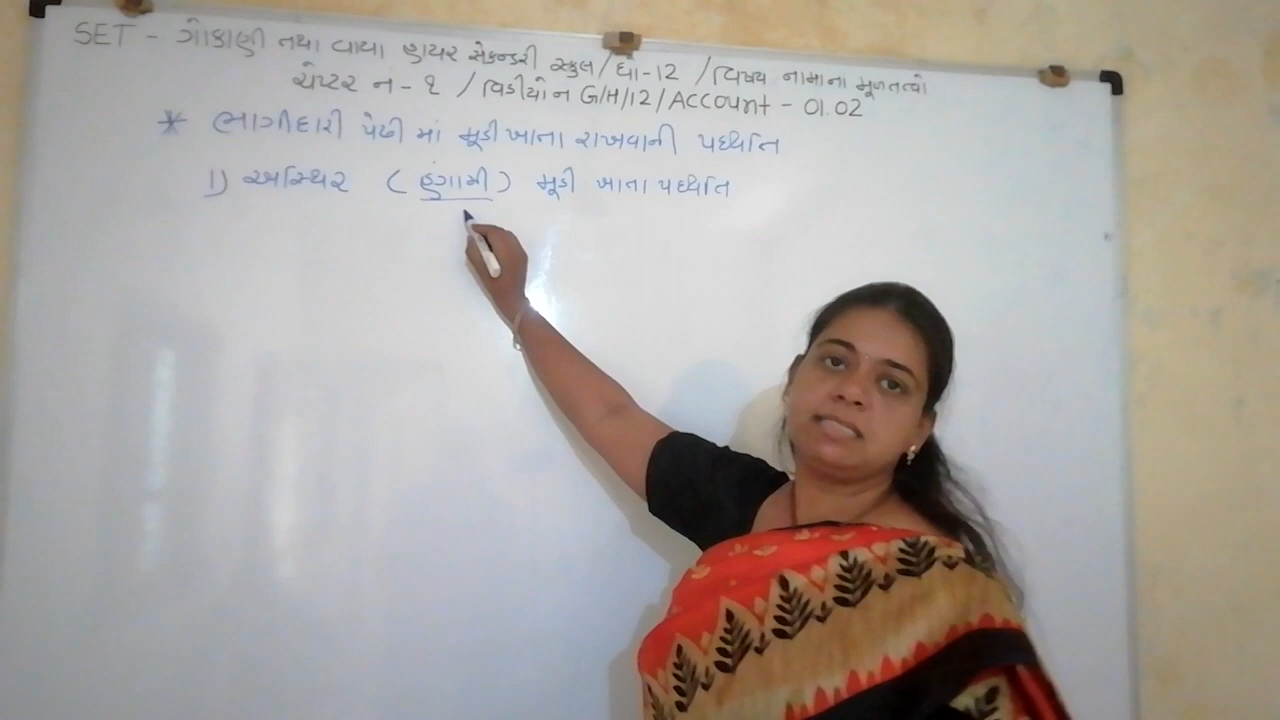 SET - ગોકાણી તથા વાયા હાયર સેકન્ડરી સ્કુલ / ધો-12 / વિષય નામાના મૂળતત્વો
ચેપ્ટર ન - ૧ / વિડીયો ન G/H/12/ACCOUnt - 01.02
* ભાગીદારી પેઢી માં મૂડી ખાતા રાખવાની પધ્ધતિ
1) અસ્થિર ( હંગામી ) મૂડી ખાતા પધ્ધતિ